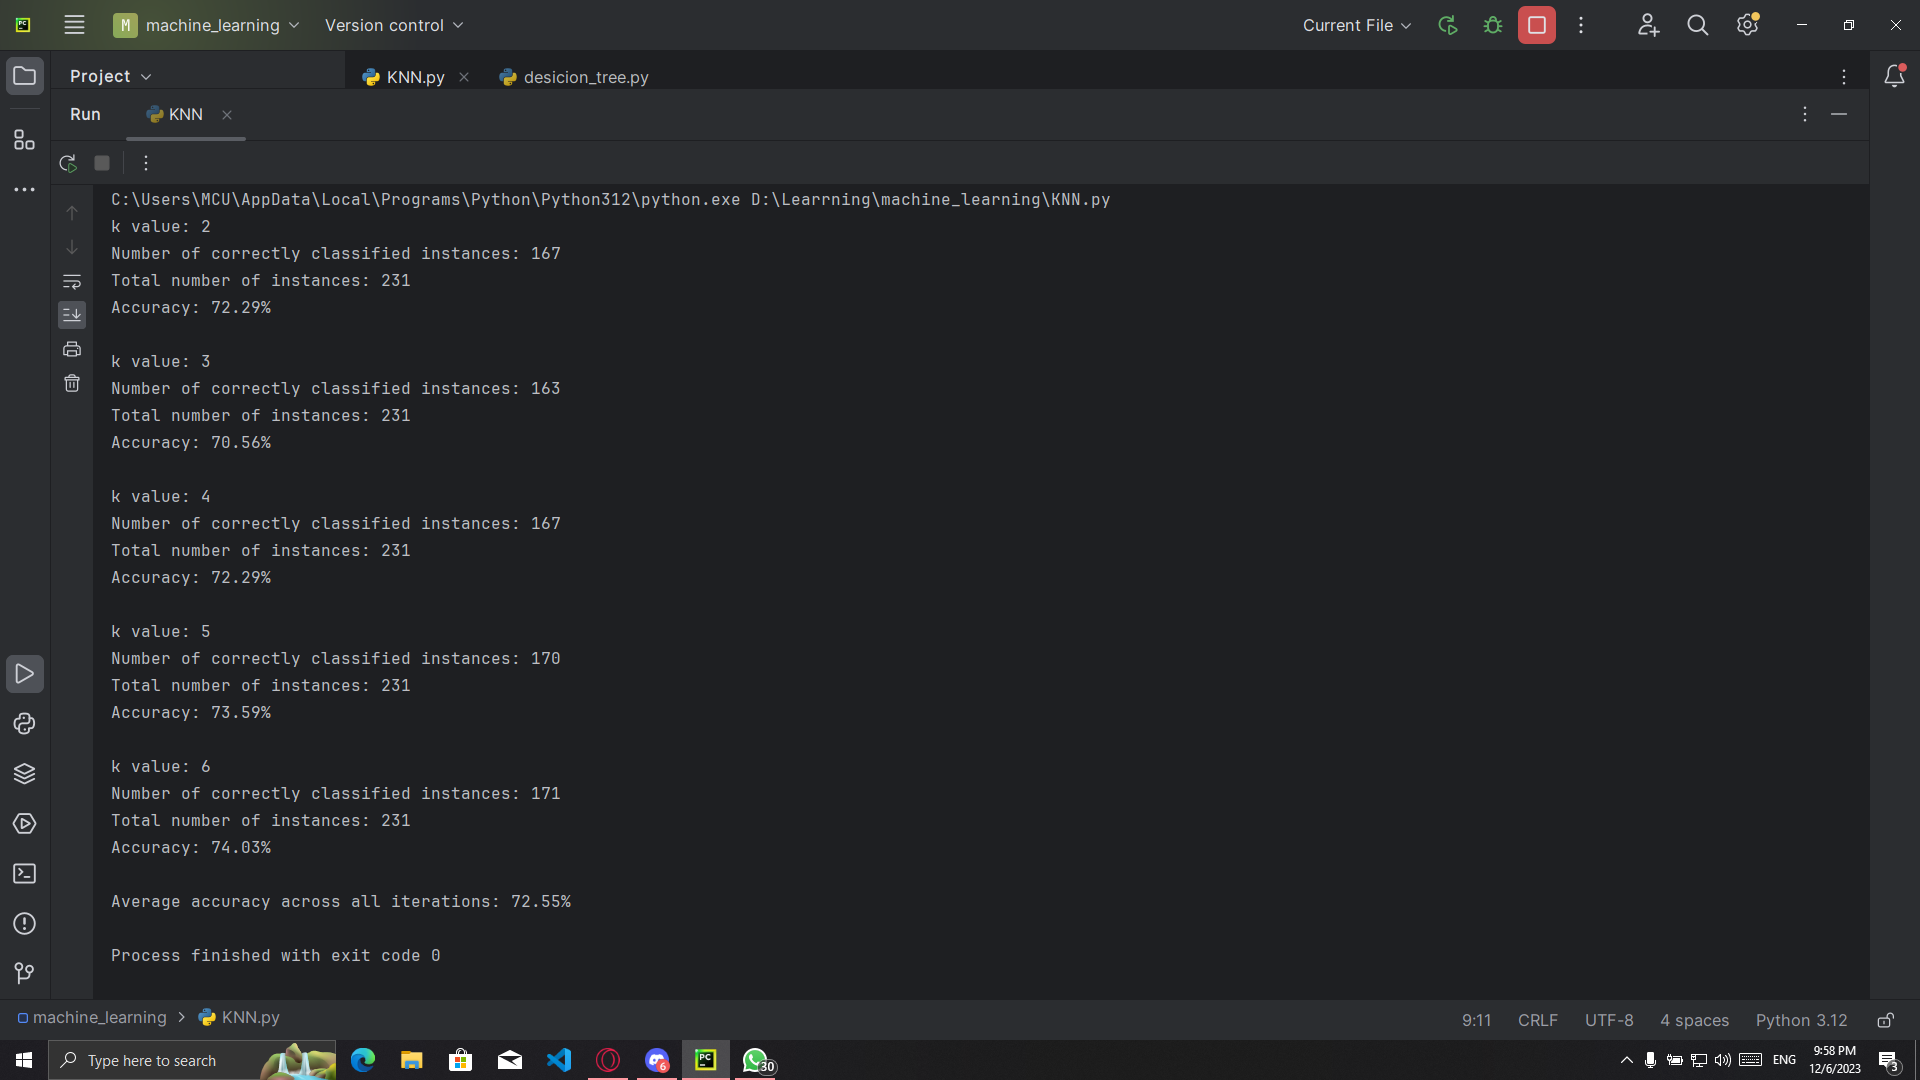 M machine_learning Version control Current File
Project KNN.py desicion_tree.py
Run KNN
C:\Users\MCU\AppData\Local\Programs\Python\Python312\python.exe D:\Learrning\machine_learning\KNN.py
k value: 2
Number of correctly classified instances: 167
Total number of instances: 231
Accuracy: 72.29%
k value: 3
Number of correctly classified instances: 163
Total number of instances: 231
Accuracy: 70.56%
k value: 4
Number of correctly classified instances: 167
Total number of instances: 231
Accuracy: 72.29%
k value: 5
Number of correctly classified instances: 170
Total number of instances: 231
Accuracy: 73.59%
k value: 6
Number of correctly classified instances: 171
Total number of instances: 231
Accuracy: 74.03%
Average accuracy across all iterations: 72.55%
Process finished with exit code 0
machine_learning > KNN.py 9:11 CRLF UTF-8 4 spaces Python 3.12
Type here to search 6 PC 30 ENG 9:58 PM
12/6/2023 3